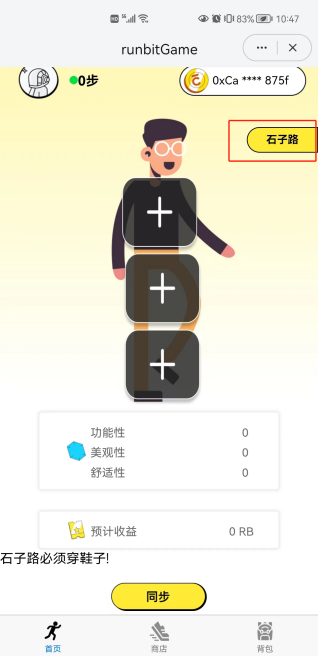 HD 5G 83% 10:47
runbitGame
0步
0xCa **** 875f
石子路
功能性 0
美观性 0
舒适性 0
预计收益 0 RB
石子路必须穿鞋子!
同步
首页 商店 背包